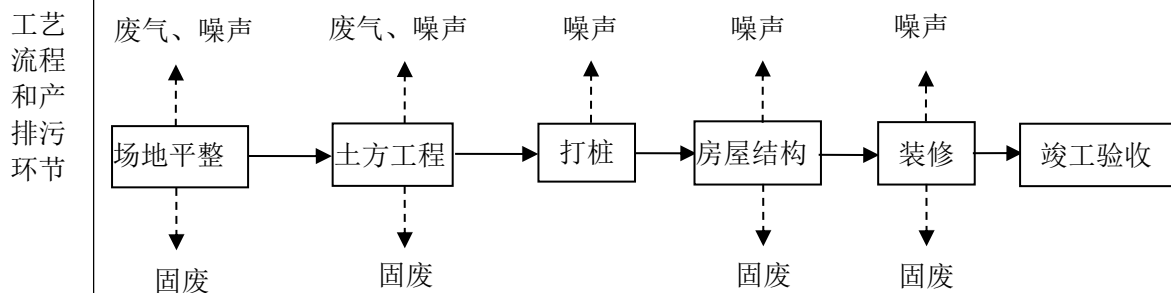 工艺
流程
和产
排污
环节
废气、噪声 废气、噪声 噪声 噪声 噪声
场地平整 土方工程 打桩 房屋结构 装修 竣工验收
固废 固废 固废 固废